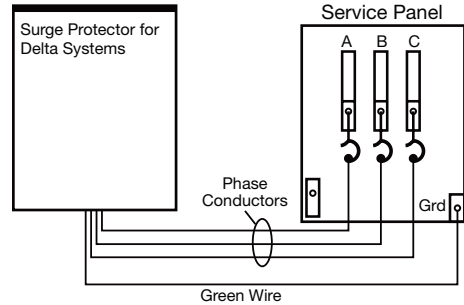 Surge Protector for
Delta Systems
Service Panel
A B C
Phase
Conductors
Grd
Green Wire